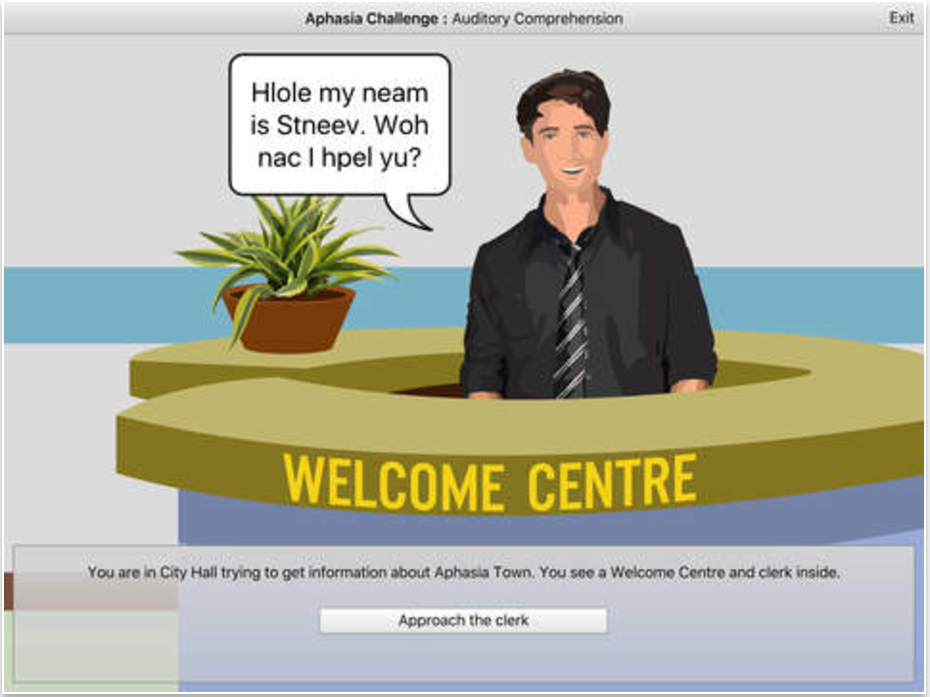 Aphasia Challenge : Auditory Comprehension
Exit
Hlole my neam
is Stneev. Woh
nac I hpel yu?
WELCOME CENTRE
You are in City Hall trying to get information about Aphasia Town. You see a Welcome Centre and clerk inside.
Approach the clerk